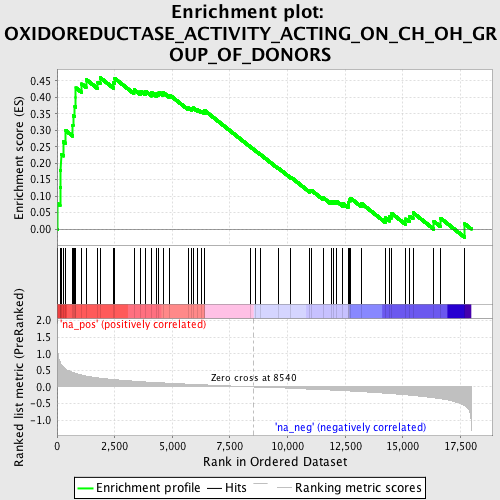 Enrichment plot:
OXIDOREDUCTASE_ACTIVITY_ACTING_ON_CH_OH_GR
OUP_OF_DONORS
Enrichment score (ES)
0.45
0.40
0.35
0.30
0.25
0.20
0.15
0.10
0.05
0.00
'na_pos' (positively correlated)
Ranked list metric (PreRanked)
2.0
1.5
1.0
0.5
0.0
-0.5
-1.0
Zero cross at 8540
'na_neg' (negatively correlated)
0 2,500 5,000 7,500 10,000 12,500 15,000 17,500
Rank in Ordered Dataset
Enrichment profile Hits Ranking metric scores